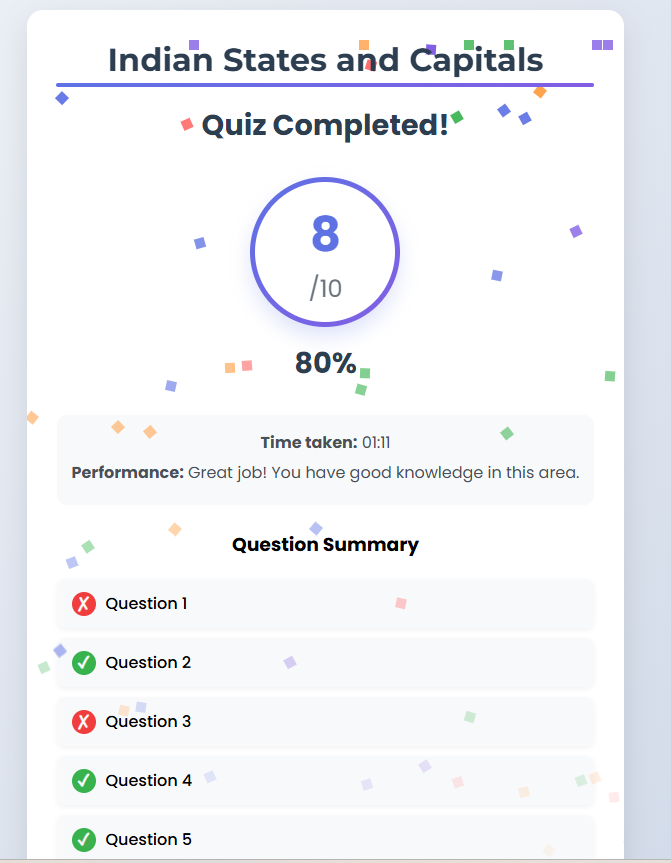 Indian States and Capitals
Quiz Completed!
8
/10
80%
Time taken: 01:11
Performance: Great job! You have good knowledge in this area.
Question Summary
✗ Question 1
✓ Question 2
✗ Question 3
✓ Question 4
✓ Question 5